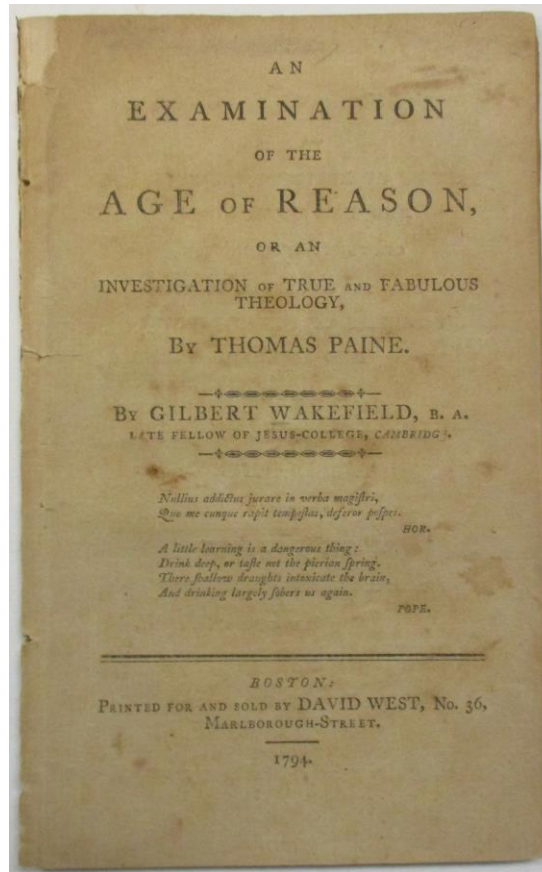 AN
EXAMINATION
OF THE
AGE OF REASON,
OR AN
INVESTIGATION OF TRUE AND FABULOUS
THEOLOGY,
BY THOMAS PAINE.
BY GILBERT WAKEFIELD, B. A.
LATE FELLOW OF JESUS-COLLEGE, CAMBRIDGE.
Nullius addictus jurare in verba magiſtri,
Quo me cunque rapit tempeſtas, deferor hoſpes.
HOR.
A little learning is a dangerous thing:
Drink deep, or taſte not the pierian ſpring.
There ſhallow draughts intoxicate the brain,
And drinking largely ſobers us again.
POPE.
BOSTON:
PRINTED FOR AND SOLD BY DAVID WEST, No. 36,
MARLBOROUGH-STREET.
1794.